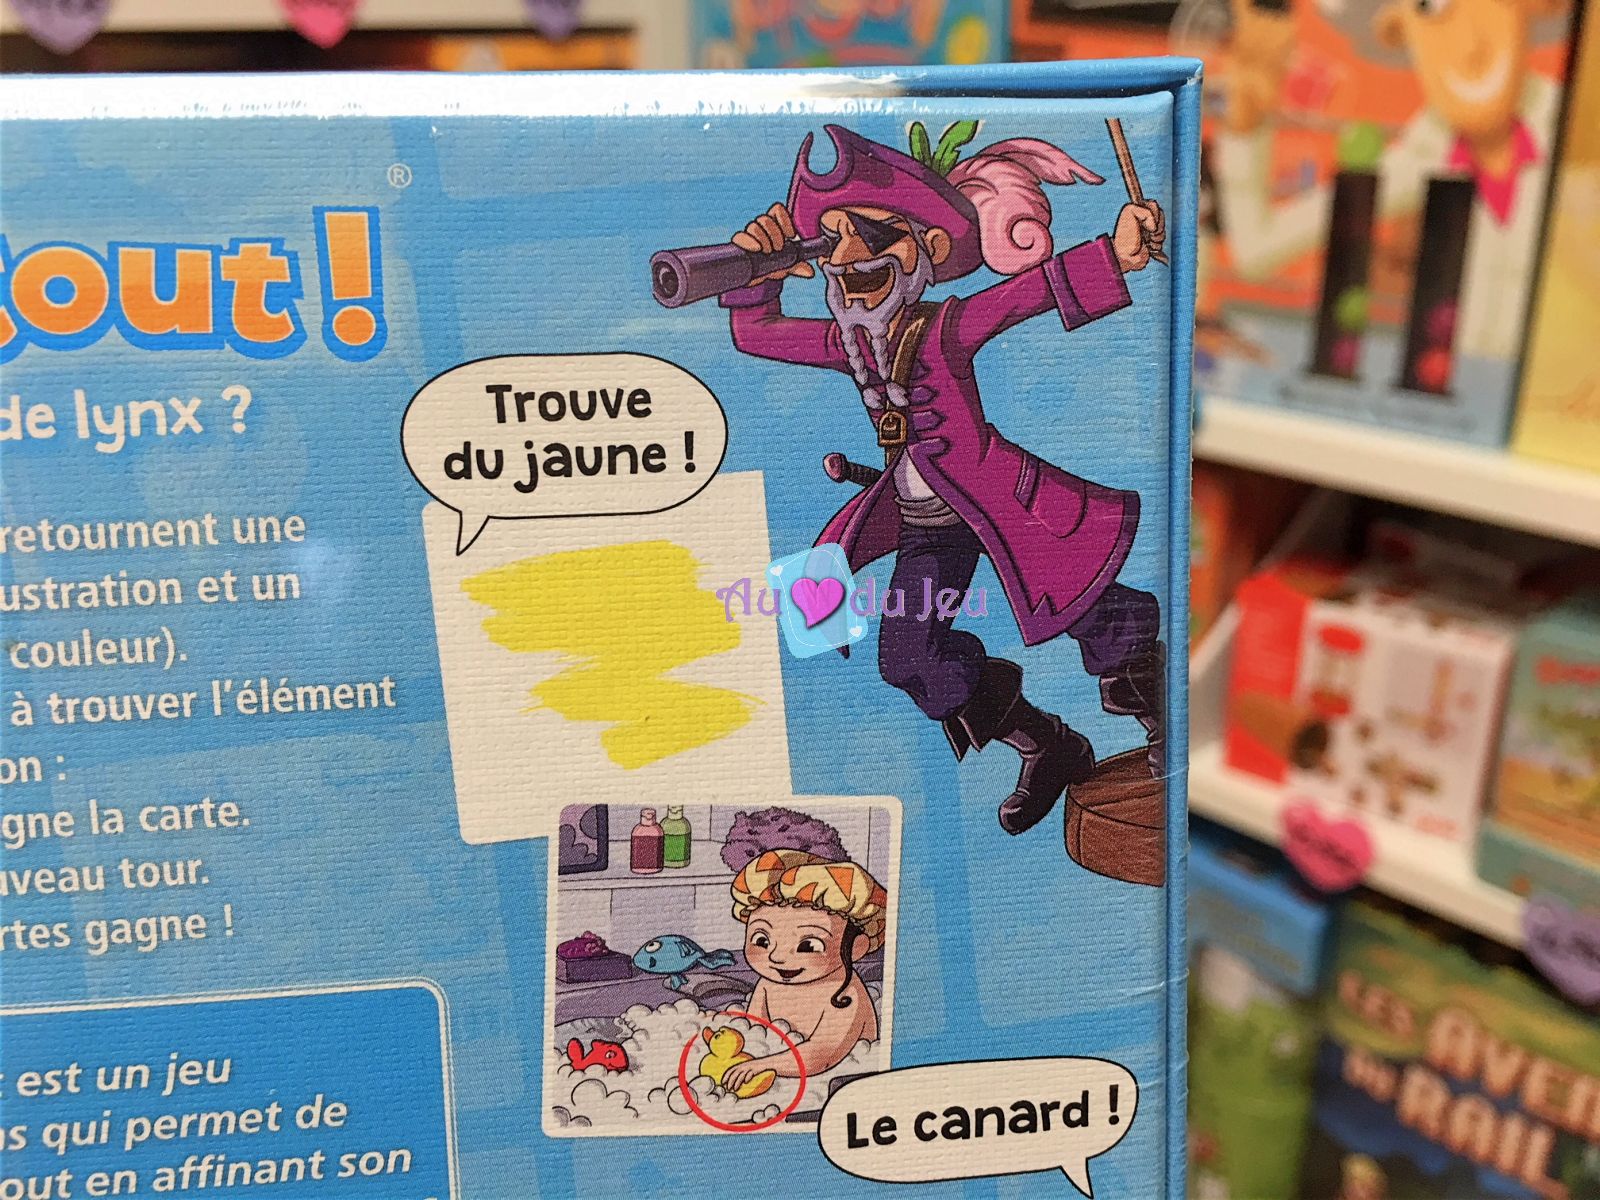 ®
tout !
de lynx ?
Trouve
du jaune !
retournent une
ustration et un
couleur).
à trouver l'élément
on :
gne la carte.
uveau tour.
rtes gagne !
Au du Jeu
Le canard !
est un jeu
ns qui permet de
out en affinant son
LES AVEN
DU RAIL